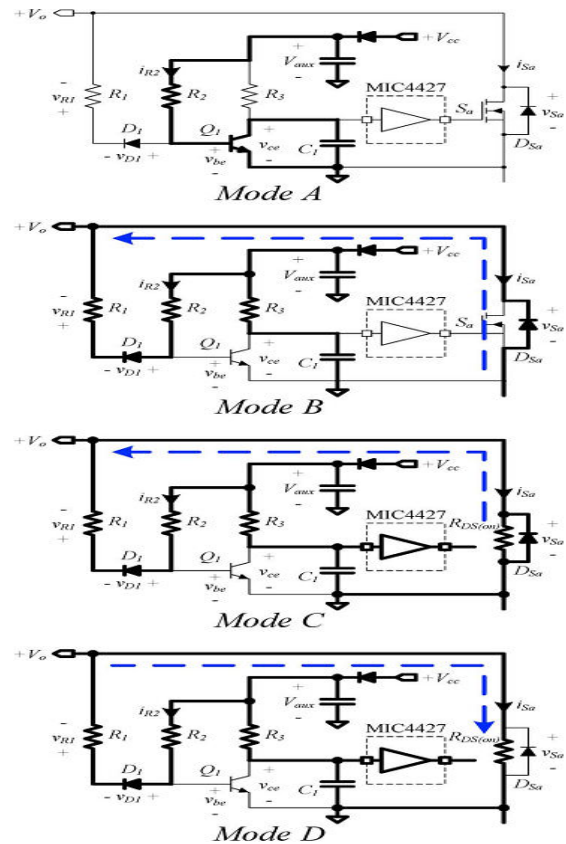 +Vo +Vcc
iR2 Vaux + - iSa
- vR1 + R1 R2 R3 MIC4427 Sa + vSa -
D1 Q1 C1 DSa
- vD1 + + vbe - + vce -
Mode A
+Vo +Vcc
iR2 Vaux + - iSa
- vR1 + R1 R2 R3 MIC4427 Sa + vSa -
D1 Q1 C1 DSa
- vD1 + + vbe - + vce -
Mode B
+Vo +Vcc
iR2 Vaux + - iSa
- vR1 + R1 R2 R3 MIC4427 RDS(on) + vSa -
D1 Q1 C1 DSa
- vD1 + + vbe - + vce -
Mode C
+Vo +Vcc
iR2 Vaux + - iSa
- vR1 + R1 R2 R3 MIC4427 RDS(on) + vSa -
D1 Q1 C1 DSa
- vD1 + + vbe - + vce -
Mode D